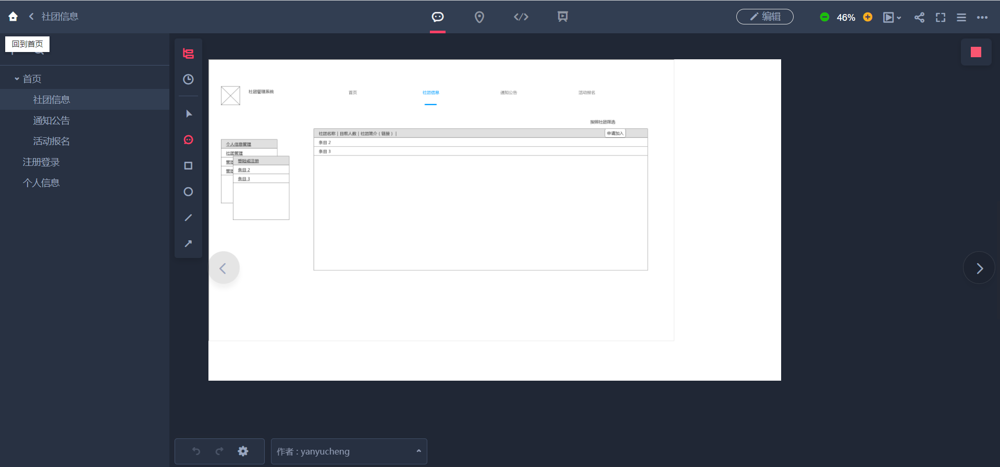 社团信息
编辑
46%
回到首页
首页
社团信息
通知公告
活动报名
注册登录
个人信息
社团管理系统
首页
社团信息
通知公告
活动报名
按照社团筛选
社团名称 | 目前人数 | 社团简介（链接） |
申请加入
条目 2
条目 3
个人信息管理
社团管理
管理
管理
登陆或注册
条目 2
条目 3
作者 : yanyucheng